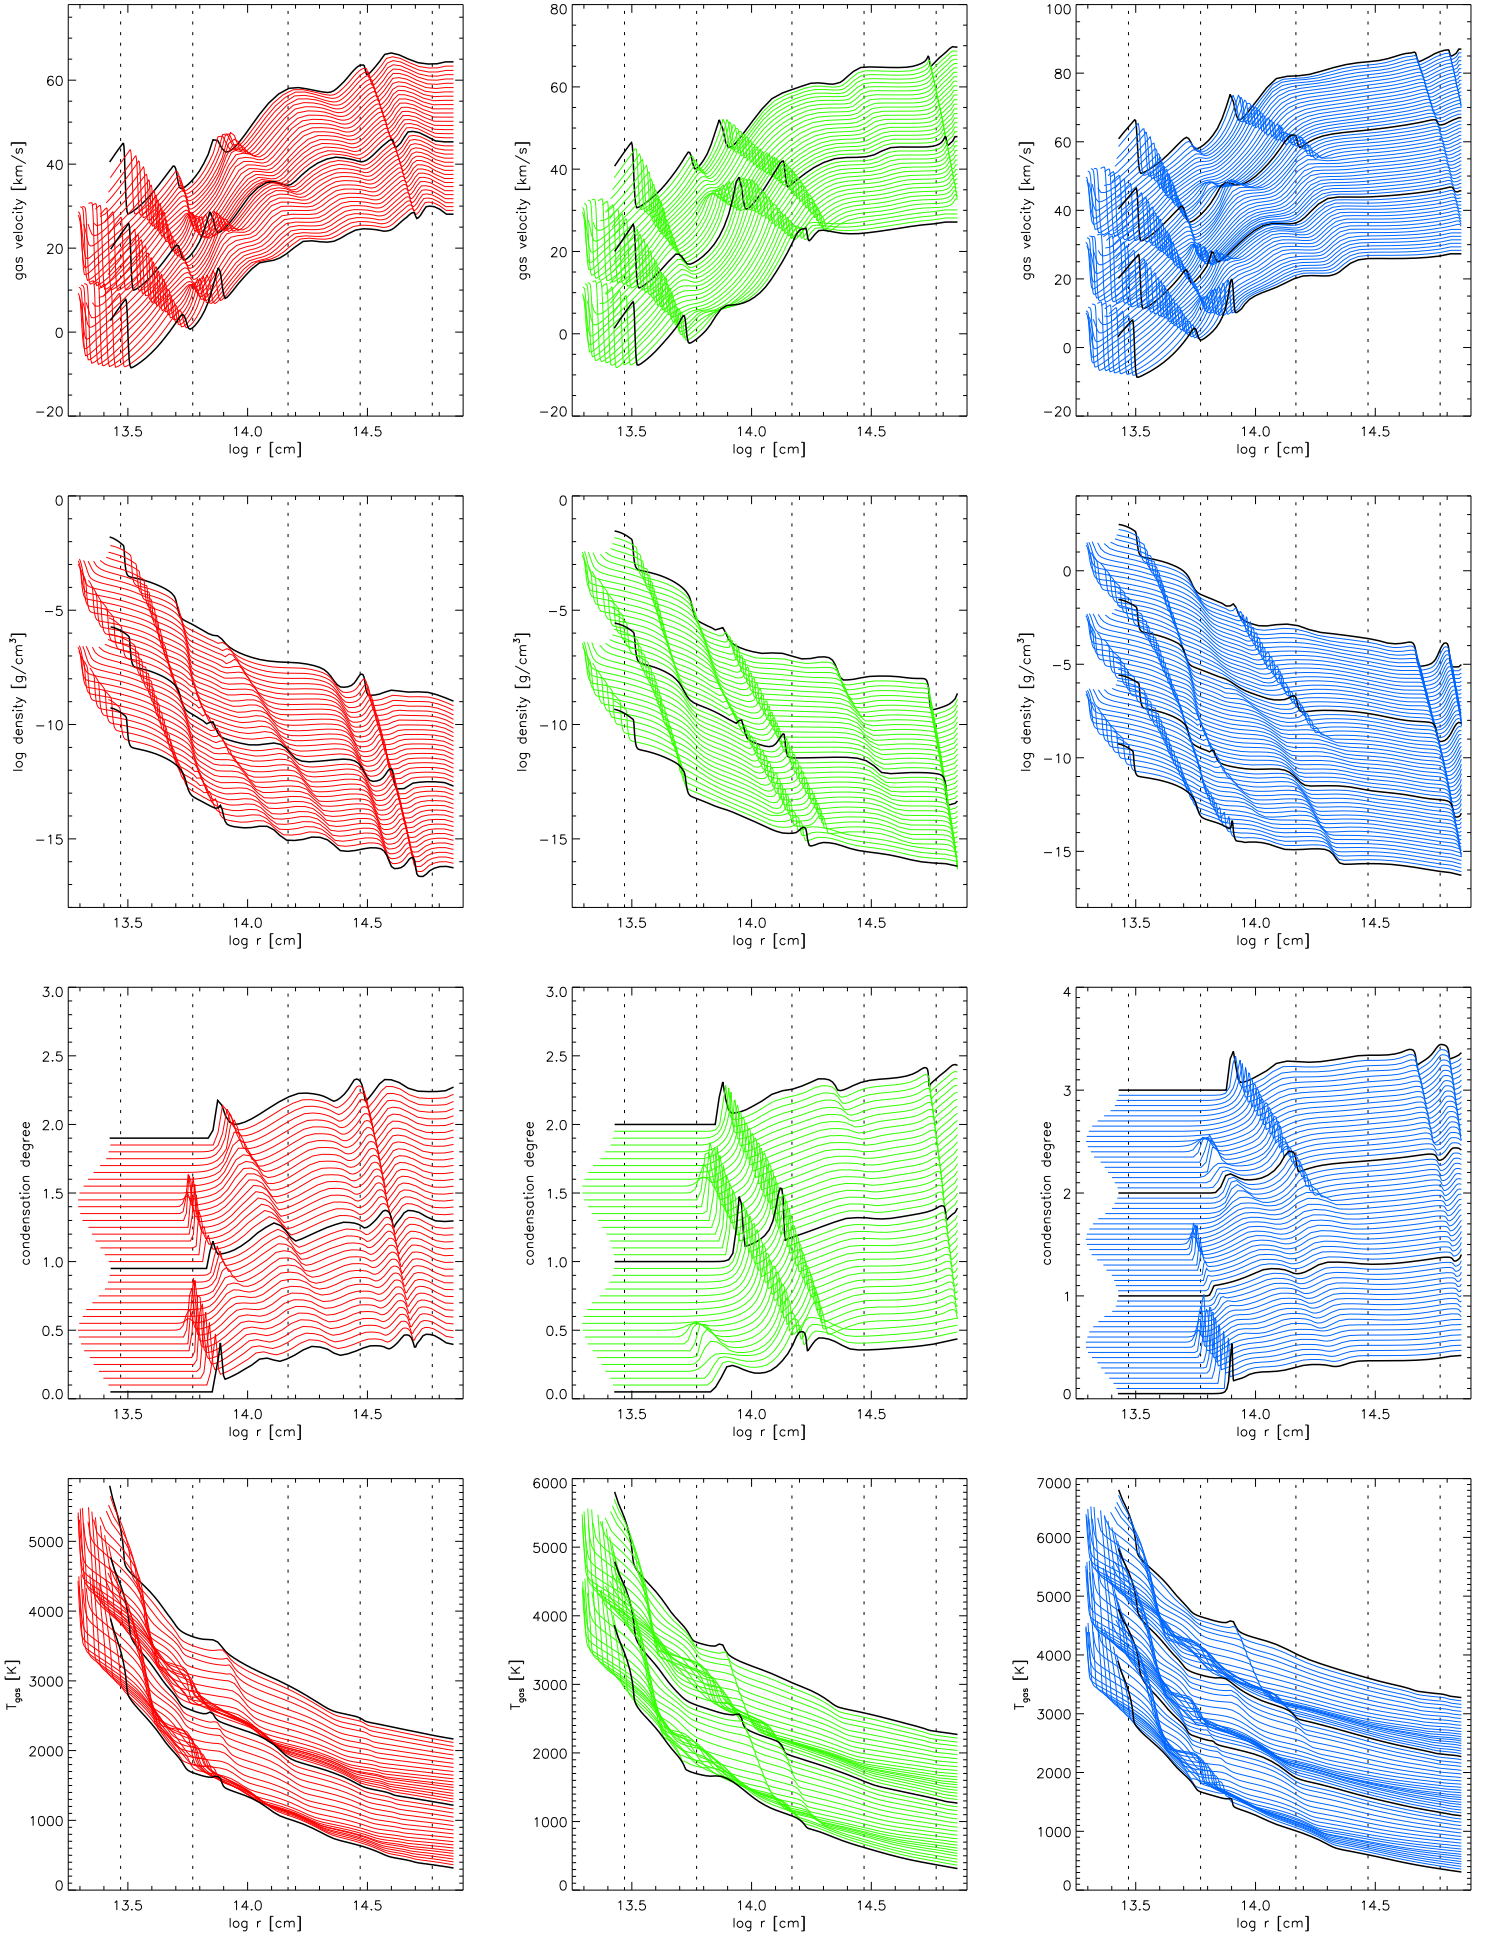 80 100
60 60 80
40 40 60
20 20 40
0 0 20
0
−20 −20 −20
gas velocity [km/s] gas velocity [km/s] gas velocity [km/s]
13.5 14.0 14.5 13.5 14.0 14.5 13.5 14.0 14.5
log r [cm] log r [cm] log r [cm]
0 0
0
−5 −5 −5
−10 −10 −10
−15 −15 −15
log density [g/cm³] log density [g/cm³] log density [g/cm³]
13.5 14.0 14.5 13.5 14.0 14.5 13.5 14.0 14.5
log r [cm] log r [cm] log r [cm]
3.0 3.0 4
2.5 2.5 3
2.0 2.0
1.5 1.5 2
1.0 1.0 1
0.5 0.5
0.0 0.0 0
condensation degree condensation degree condensation degree
13.5 14.0 14.5 13.5 14.0 14.5 13.5 14.0 14.5
log r [cm] log r [cm] log r [cm]
6000 7000
5000 5000 6000
4000 4000 5000
3000 3000 4000
2000 2000 3000
1000 1000 2000
1000
0 0 0
Tgas [K] Tgas [K] Tgas [K]
13.5 14.0 14.5 13.5 14.0 14.5 13.5 14.0 14.5
log r [cm] log r [cm] log r [cm]